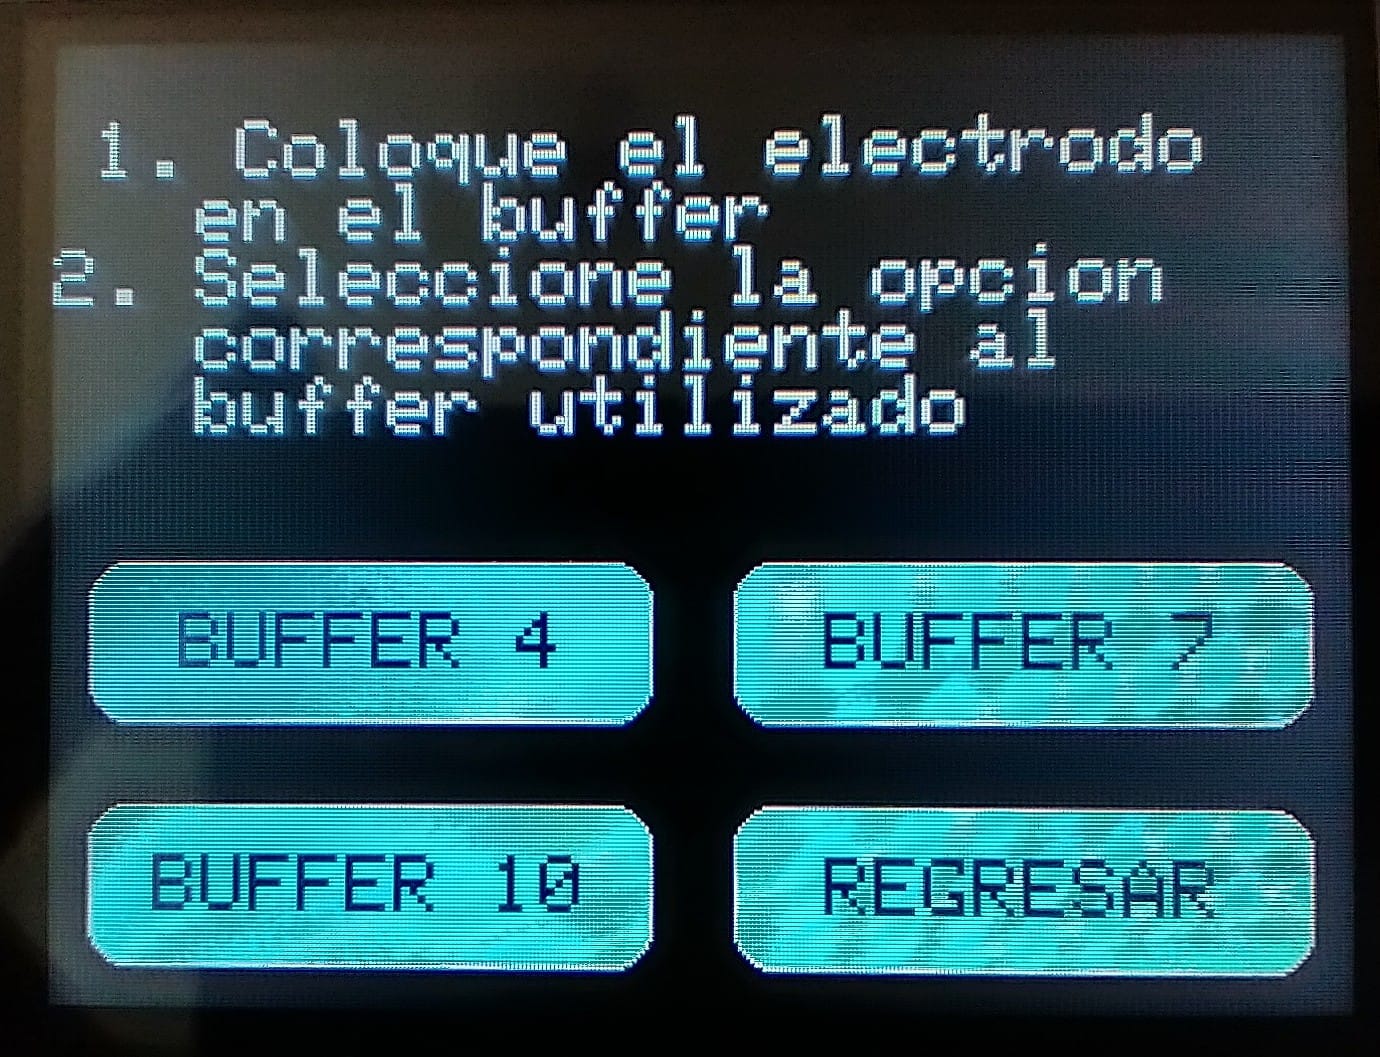 1. Coloque el electrodo
en el buffer
2. Seleccione la opcion
correspondiente al
buffer utilizado
BUFFER 4
BUFFER 7
BUFFER 10
REGRESAR